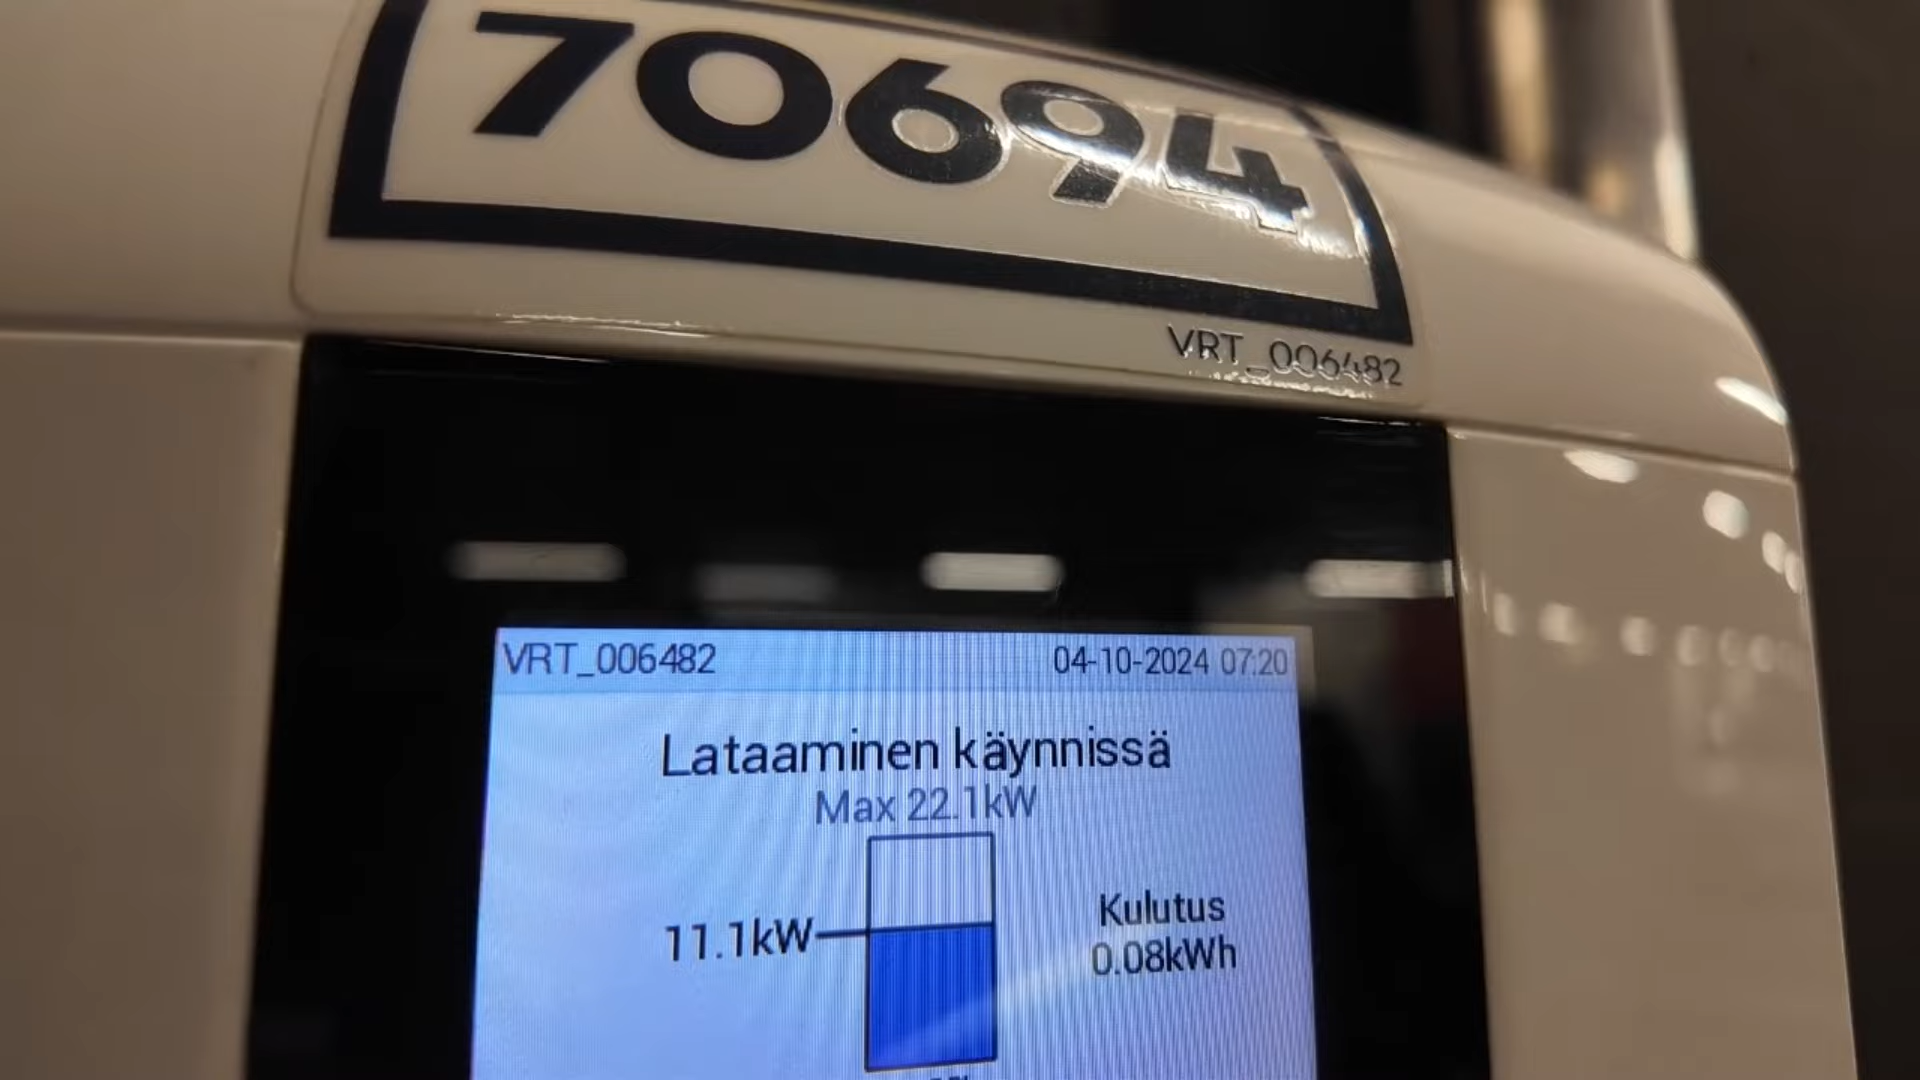 70694
VRT_006482
VRT_006482 04-10-2024 07:20
Lataaminen käynnissä
Max 22.1kW
11.1kW
Kulutus
0.08kWh